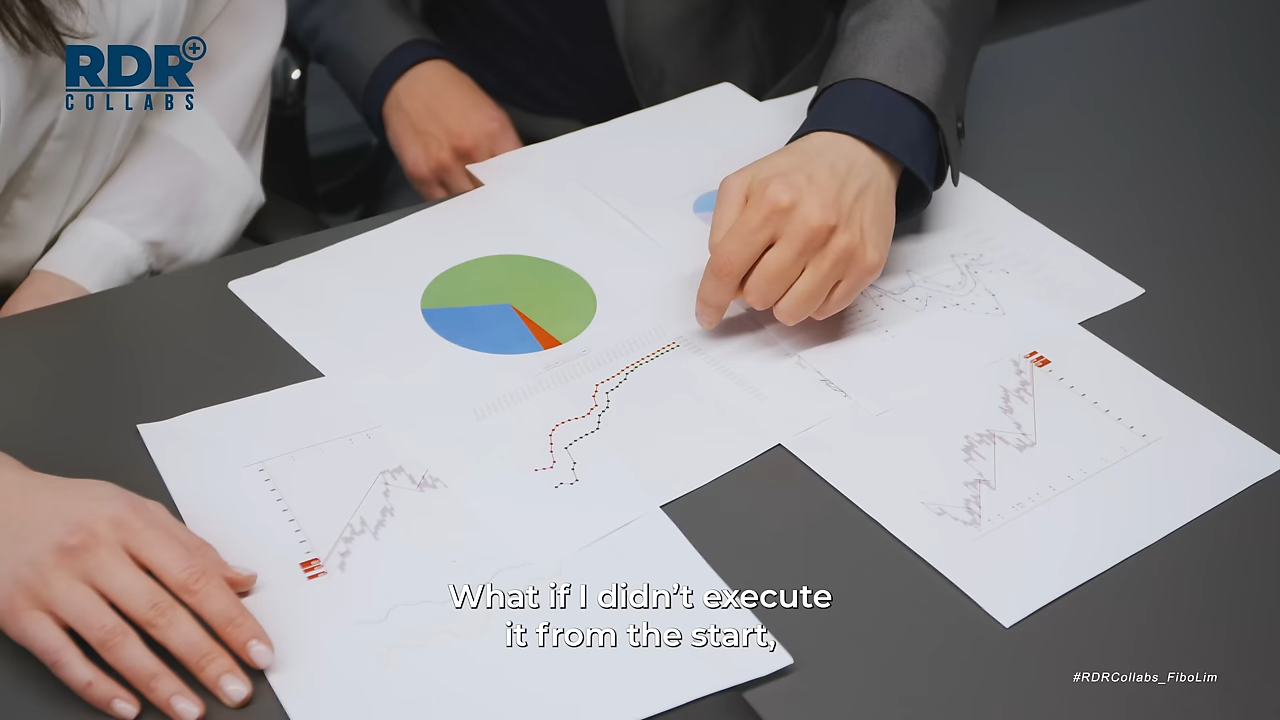 RDR+
COLLABS
What if I didn't execute
it from the start,
#RDRCollabs_FiboLim